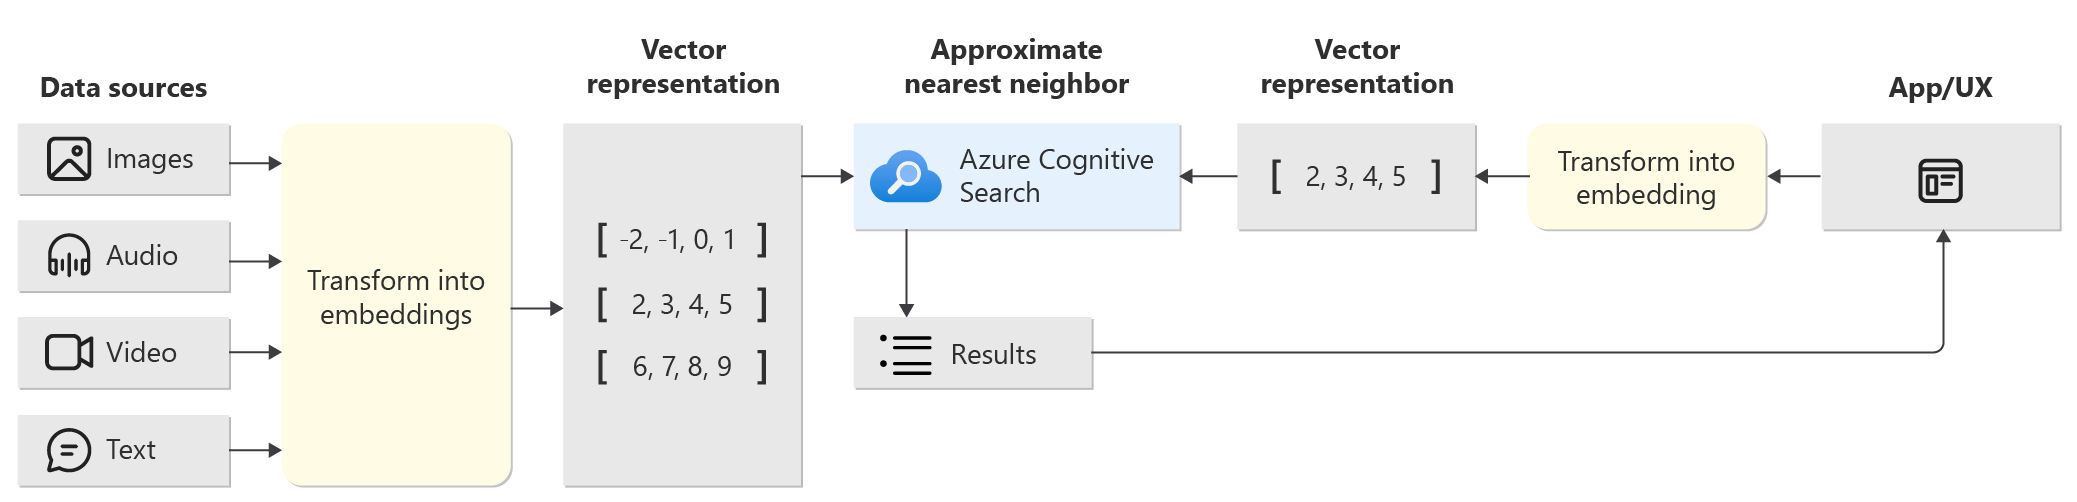 Data sources
Images
Audio
Video
Text
Transform into
embeddings
Vector
representation
[ -2, -1, 0, 1 ]
[ 2, 3, 4, 5 ]
[ 6, 7, 8, 9 ]
Approximate
nearest neighbor
Azure Cognitive
Search
Results
Vector
representation
[ 2, 3, 4, 5 ]
Transform into
embedding
App/UX